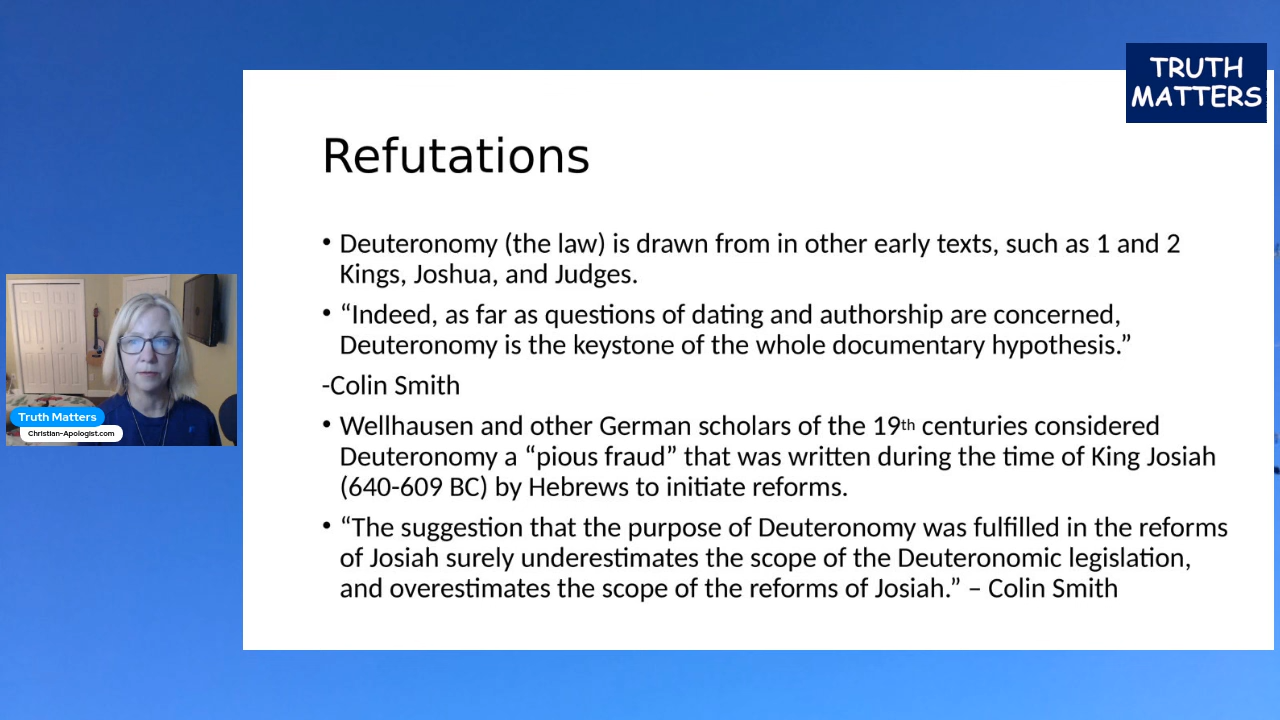 TRUTH
MATTERS
Refutations
• Deuteronomy (the law) is drawn from in other early texts, such as 1 and 2
Kings, Joshua, and Judges.
• “Indeed, as far as questions of dating and authorship are concerned,
Deuteronomy is the keystone of the whole documentary hypothesis.”
-Colin Smith
• Wellhausen and other German scholars of the 19th centuries considered
Deuteronomy a “pious fraud” that was written during the time of King Josiah
(640-609 BC) by Hebrews to initiate reforms.
• “The suggestion that the purpose of Deuteronomy was fulfilled in the reforms
of Josiah surely underestimates the scope of the Deuteronomic legislation,
and overestimates the scope of the reforms of Josiah.” – Colin Smith
Truth Matters
Christian-Apologist.com